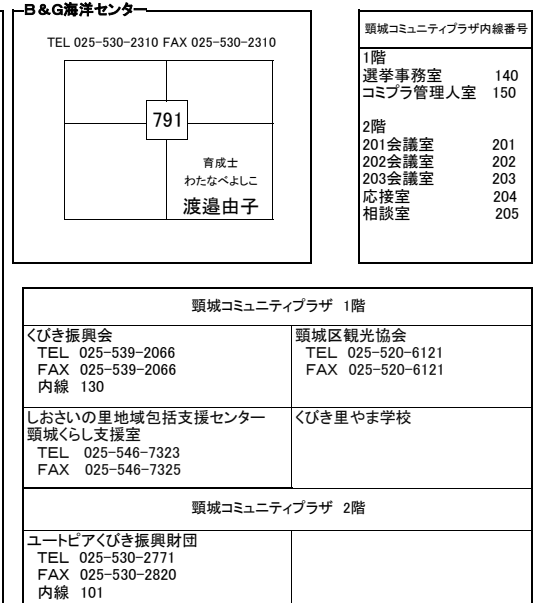 B&G海洋センター
TEL 025-530-2310 FAX 025-530-2310
791
育成士
わたなべよしこ
渡邉由子
頸城コミュニティプラザ内線番号
1階
選挙事務室 140
コミプラ管理人室 150
2階
201会議室 201
202会議室 202
203会議室 203
応接室 204
相談室 205
頸城コミュニティプラザ 1階
くびき振興会
TEL 025-539-2066
FAX 025-539-2066
内線 130
頸城区観光協会
TEL 025-520-6121
FAX 025-520-6121
しおさいの里地域包括支援センター
頸城くらし支援室
TEL 025-546-7323
FAX 025-546-7325
くびき里やま学校
頸城コミュニティプラザ 2階
ユートピアくびき振興財団
TEL 025-530-2771
FAX 025-530-2820
内線 101